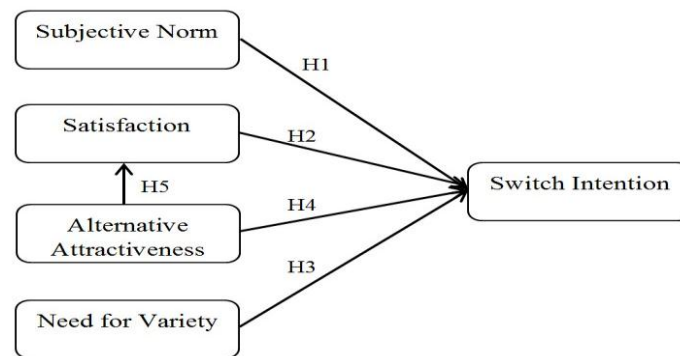 Subjective Norm
H1
Satisfaction
H2
Switch Intention
H5
H4
Alternative
Attractiveness
H3
Need for Variety